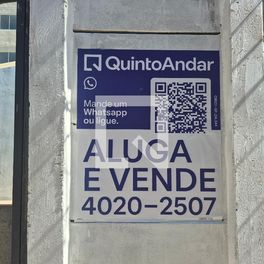 QuintoAndar
Mande um
Whatsapp
ou ligue.
ALUGA
E VENDE
4020-2507